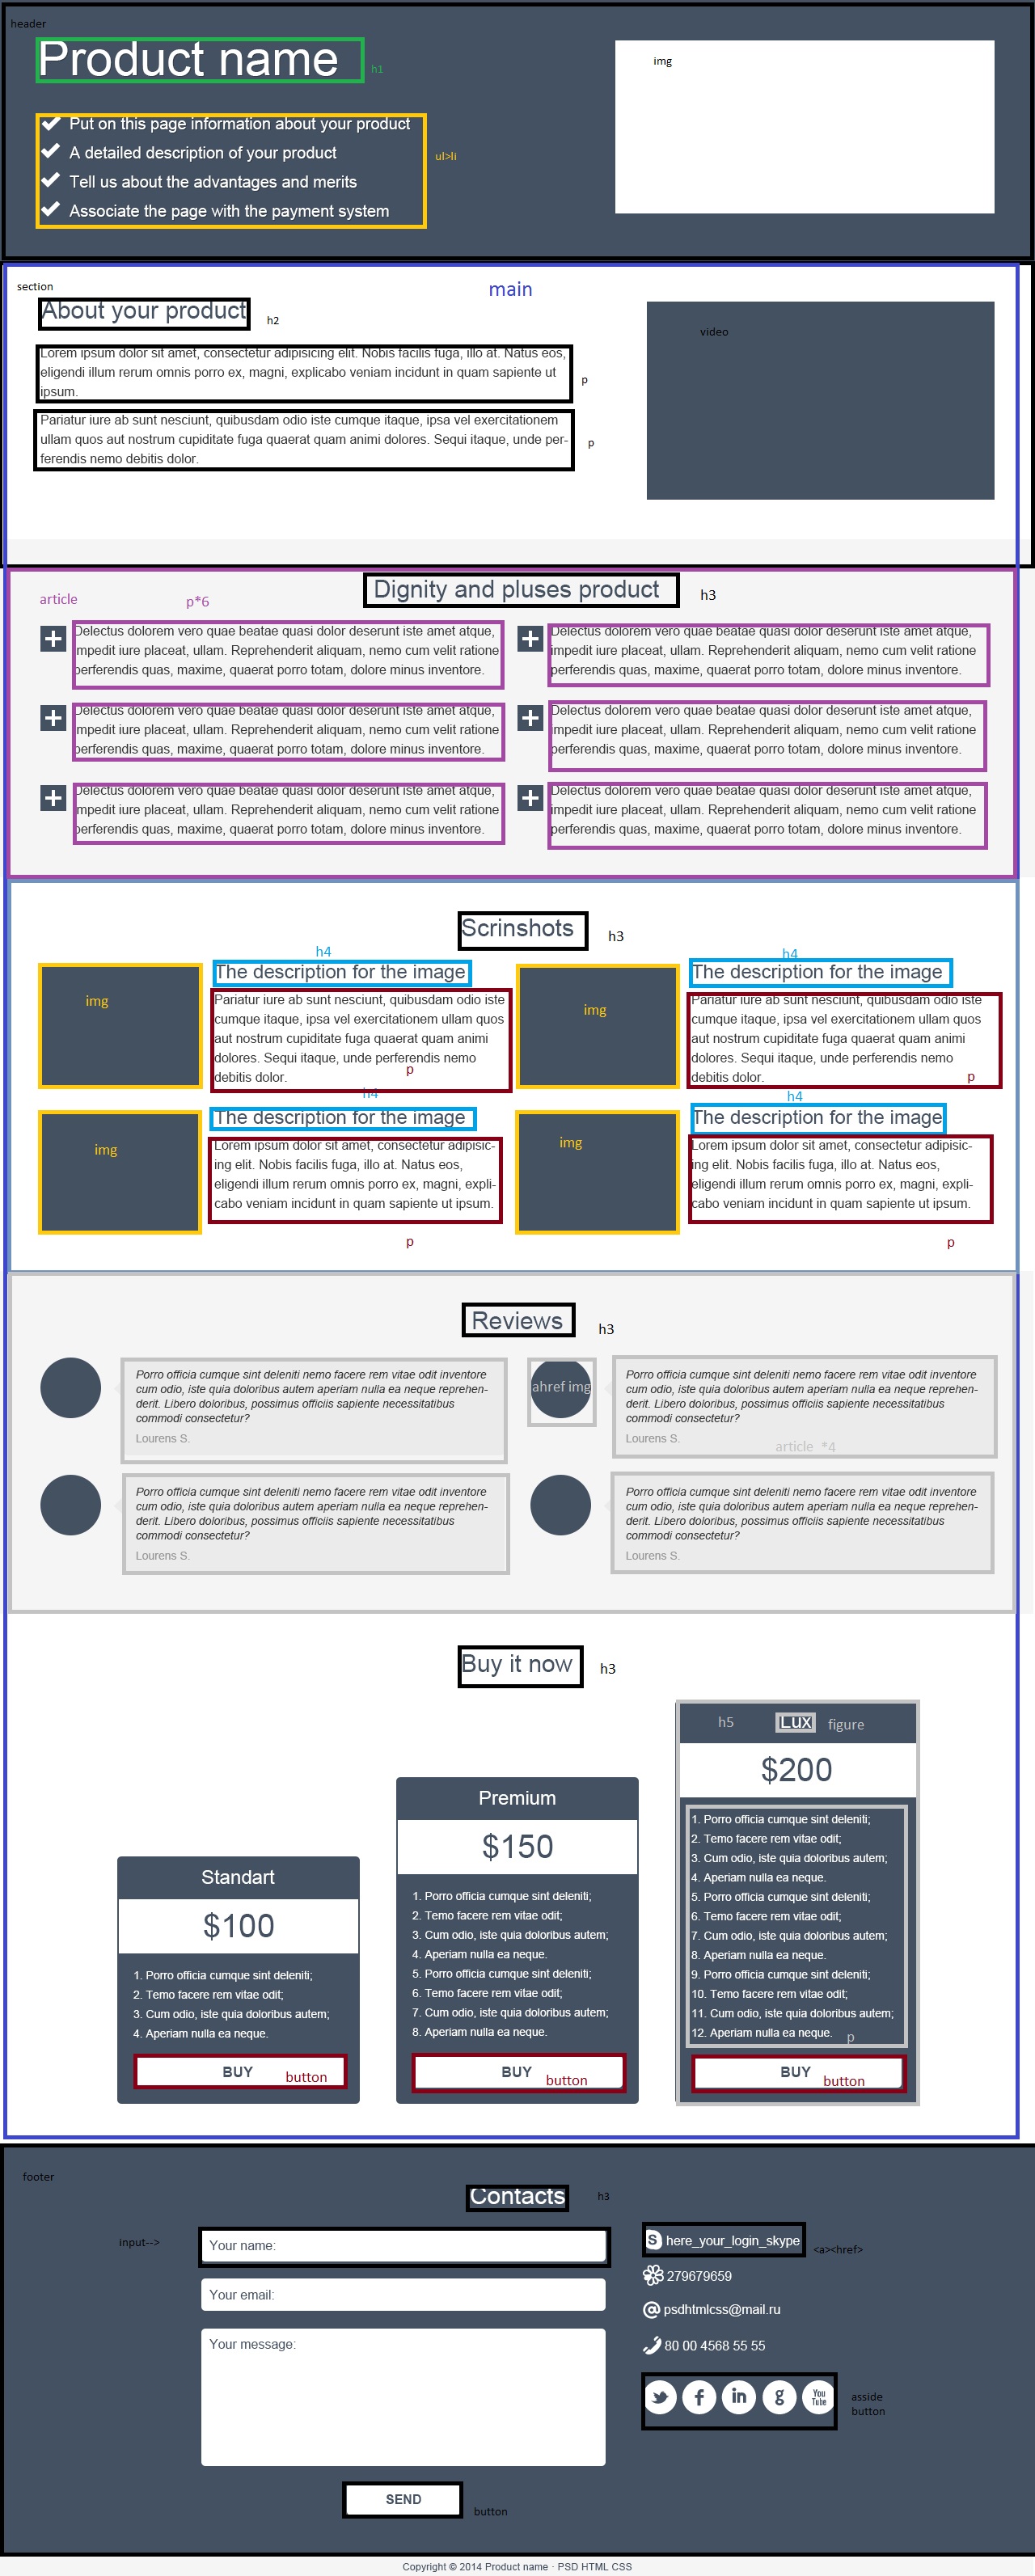 header
Product name
h1
img
Put on this page information about your product
A detailed description of your product
ul>li
Tell us about the advantages and merits
Associate the page with the payment system
section
main
About your product
h2
video
Lorem ipsum dolor sit amet, consectetur adipisicing elit. Nobis facilis fuga, illo at. Natus eos,
eligendi illum rerum omnis porro ex, magni, explicabo veniam incidunt in quam sapiente ut
ipsum.
p
Pariatur iure ab sunt nesciunt, quibusdam odio iste cumque itaque, ipsa vel exercitationem
ullam quos aut nostrum cupiditate fuga quaerat quam animi dolores. Sequi itaque, unde per-
ferendis nemo debitis dolor.
p
Dignity and pluses product
h3
article
p*6
Delectus dolorem vero quae beatae quasi dolor deserunt iste amet atque,
impedit iure placeat, ullam. Reprehenderit aliquam, nemo cum velit ratione
perferendis quas, maxime, quaerat porro totam, dolore minus inventore.
Delectus dolorem vero quae beatae quasi dolor deserunt iste amet atque,
impedit iure placeat, ullam. Reprehenderit aliquam, nemo cum velit ratione
perferendis quas, maxime, quaerat porro totam, dolore minus inventore.
Delectus dolorem vero quae beatae quasi dolor deserunt iste amet atque,
impedit iure placeat, ullam. Reprehenderit aliquam, nemo cum velit ratione
perferendis quas, maxime, quaerat porro totam, dolore minus inventore.
Delectus dolorem vero quae beatae quasi dolor deserunt iste amet atque,
impedit iure placeat, ullam. Reprehenderit aliquam, nemo cum velit ratione
perferendis quas, maxime, quaerat porro totam, dolore minus inventore.
Delectus dolorem vero quae beatae quasi dolor deserunt iste amet atque,
impedit iure placeat, ullam. Reprehenderit aliquam, nemo cum velit ratione
perferendis quas, maxime, quaerat porro totam, dolore minus inventore.
Delectus dolorem vero quae beatae quasi dolor deserunt iste amet atque,
impedit iure placeat, ullam. Reprehenderit aliquam, nemo cum velit ratione
perferendis quas, maxime, quaerat porro totam, dolore minus inventore.
Scrinshots
h3
h4
The description for the image
img
Pariatur iure ab sunt nesciunt, quibusdam odio iste
cumque itaque, ipsa vel exercitationem ullam quos
aut nostrum cupiditate fuga quaerat quam animi
dolores. Sequi itaque, unde perferendis nemo
debitis dolor.
p
h4
The description for the image
img
Pariatur iure ab sunt nesciunt, quibusdam odio iste
cumque itaque, ipsa vel exercitationem ullam quos
aut nostrum cupiditate fuga quaerat quam animi
dolores. Sequi itaque, unde perferendis nemo
debitis dolor.
p
h4
The description for the image
img
Lorem ipsum dolor sit amet, consectetur adipisic-
ing elit. Nobis facilis fuga, illo at. Natus eos,
eligendi illum rerum omnis porro ex, magni, expli-
cabo veniam incidunt in quam sapiente ut ipsum.
p
h4
The description for the image
img
Lorem ipsum dolor sit amet, consectetur adipisic-
ing elit. Nobis facilis fuga, illo at. Natus eos,
eligendi illum rerum omnis porro ex, magni, expli-
cabo veniam incidunt in quam sapiente ut ipsum.
p
Reviews
h3
Porro officia cumque sint deleniti nemo facere rem vitae odit inventore
cum odio, iste quia doloribus autem aperiam nulla ea neque reprehen-
derit. Libero doloribus, possimus officiis sapiente necessitatibus
commodi consectetur?
Lourens S.
ahref img
Porro officia cumque sint deleniti nemo facere rem vitae odit inventore
cum odio, iste quia doloribus autem aperiam nulla ea neque reprehen-
derit. Libero doloribus, possimus officiis sapiente necessitatibus
commodi consectetur?
Lourens S.
article *4
Porro officia cumque sint deleniti nemo facere rem vitae odit inventore
cum odio, iste quia doloribus autem aperiam nulla ea neque reprehen-
derit. Libero doloribus, possimus officiis sapiente necessitatibus
commodi consectetur?
Lourens S.
Porro officia cumque sint deleniti nemo facere rem vitae odit inventore
cum odio, iste quia doloribus autem aperiam nulla ea neque reprehen-
derit. Libero doloribus, possimus officiis sapiente necessitatibus
commodi consectetur?
Lourens S.
Buy it now
h3
Standart
$100
1. Porro officia cumque sint deleniti;
2. Temo facere rem vitae odit;
3. Cum odio, iste quia doloribus autem;
4. Aperiam nulla ea neque.
BUY
button
Premium
$150
1. Porro officia cumque sint deleniti;
2. Temo facere rem vitae odit;
3. Cum odio, iste quia doloribus autem;
4. Aperiam nulla ea neque.
5. Porro officia cumque sint deleniti;
6. Temo facere rem vitae odit;
7. Cum odio, iste quia doloribus autem;
8. Aperiam nulla ea neque.
BUY
button
h5
Lux
figure
$200
1. Porro officia cumque sint deleniti;
2. Temo facere rem vitae odit;
3. Cum odio, iste quia doloribus autem;
4. Aperiam nulla ea neque.
5. Porro officia cumque sint deleniti;
6. Temo facere rem vitae odit;
7. Cum odio, iste quia doloribus autem;
8. Aperiam nulla ea neque.
9. Porro officia cumque sint deleniti;
10. Temo facere rem vitae odit;
11. Cum odio, iste quia doloribus autem;
12. Aperiam nulla ea neque.
p
BUY
button
footer
Contacts
h3
input-->
Your name:
Your email:
Your message:
SEND
button
S here_your_login_skype
<a><href>
279679659
@ psdhtmlcss@mail.ru
80 00 4568 55 55
f in g You Tube
asside
button
Copyright © 2014 Product name · PSD HTML CSS